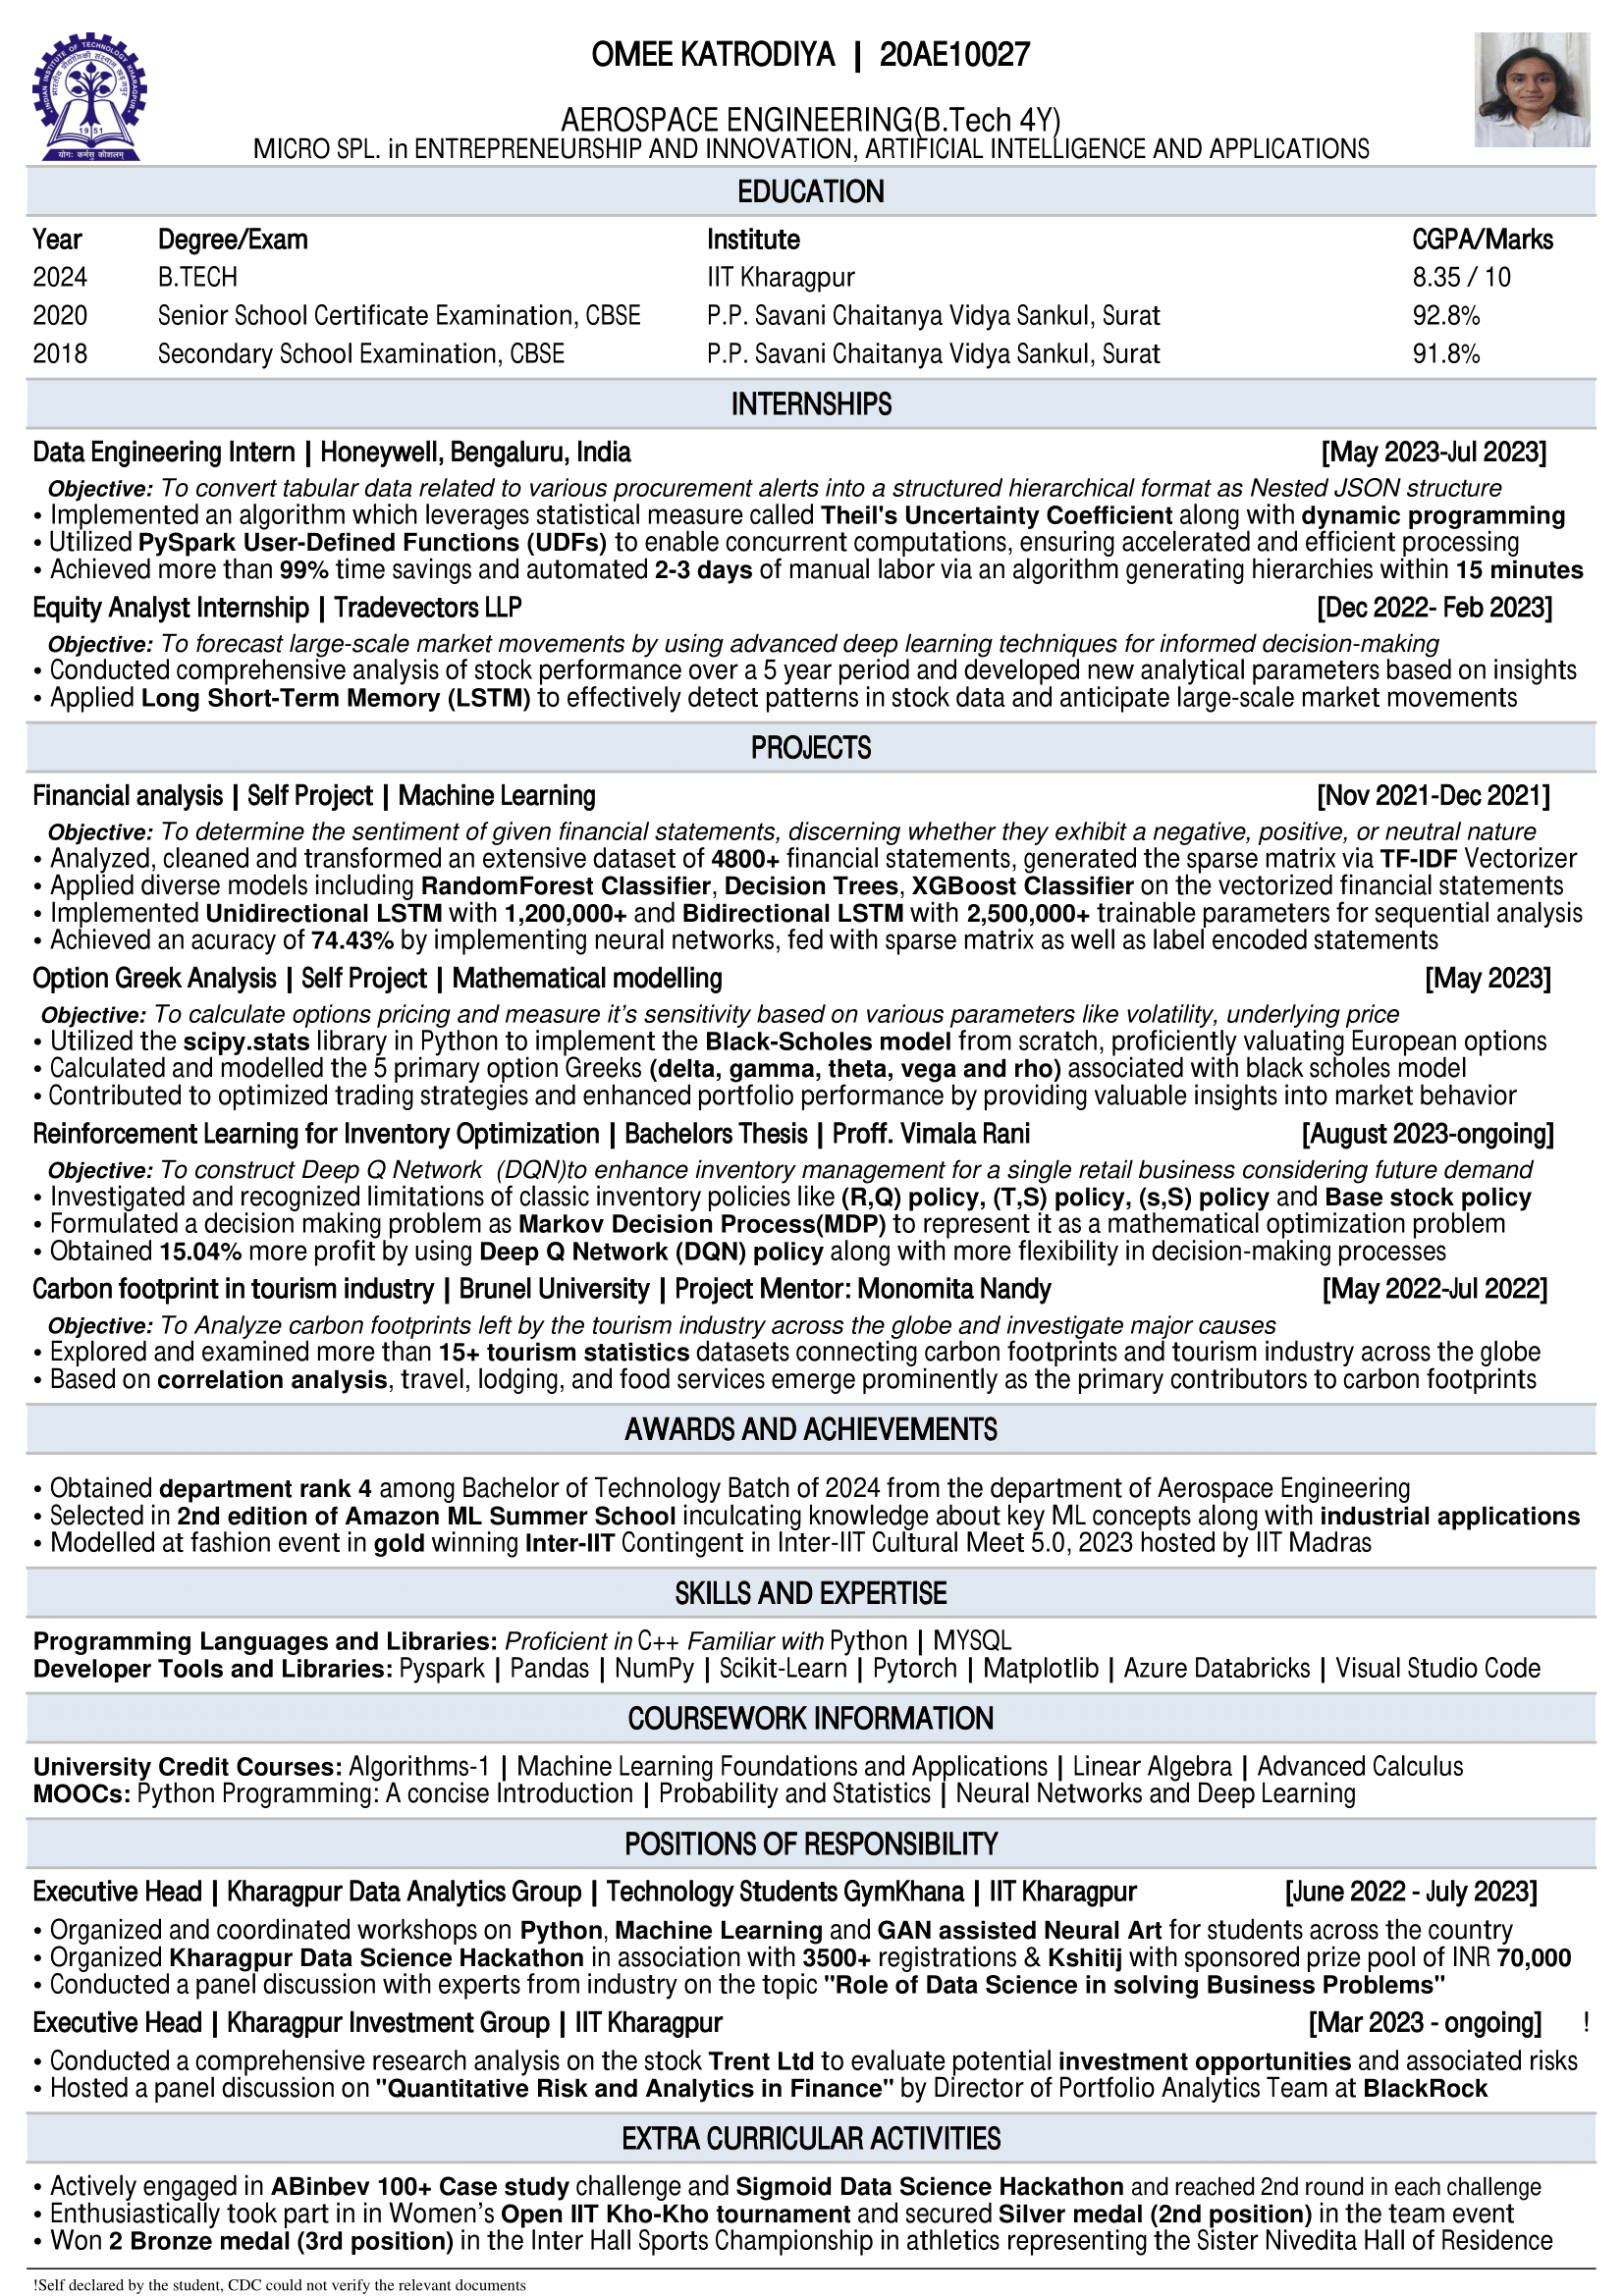 INDIAN INSTITUTE OF TECHNOLOGY KHARAGPUR
भारतीय प्रौद्योगिकी संस्थान खड़गपुर
1951
योगः कर्मसु कौशलम्
OMEE KATRODIYA | 20AE10027
AEROSPACE ENGINEERING(B.Tech 4Y)
MICRO SPL. in ENTREPRENEURSHIP AND INNOVATION, ARTIFICIAL INTELLIGENCE AND APPLICATIONS
EDUCATION
Year Degree/Exam Institute CGPA/Marks
2024 B.TECH IIT Kharagpur 8.35 / 10
2020 Senior School Certificate Examination, CBSE P.P. Savani Chaitanya Vidya Sankul, Surat 92.8%
2018 Secondary School Examination, CBSE P.P. Savani Chaitanya Vidya Sankul, Surat 91.8%
INTERNSHIPS
Data Engineering Intern | Honeywell, Bengaluru, India [May 2023-Jul 2023]
Objective: To convert tabular data related to various procurement alerts into a structured hierarchical format as Nested JSON structure
• Implemented an algorithm which leverages statistical measure called Theil's Uncertainty Coefficient along with dynamic programming
• Utilized PySpark User-Defined Functions (UDFs) to enable concurrent computations, ensuring accelerated and efficient processing
• Achieved more than 99% time savings and automated 2-3 days of manual labor via an algorithm generating hierarchies within 15 minutes
Equity Analyst Internship | Tradevectors LLP [Dec 2022- Feb 2023]
Objective: To forecast large-scale market movements by using advanced deep learning techniques for informed decision-making
• Conducted comprehensive analysis of stock performance over a 5 year period and developed new analytical parameters based on insights
• Applied Long Short-Term Memory (LSTM) to effectively detect patterns in stock data and anticipate large-scale market movements
PROJECTS
Financial analysis | Self Project | Machine Learning [Nov 2021-Dec 2021]
Objective: To determine the sentiment of given financial statements, discerning whether they exhibit a negative, positive, or neutral nature
• Analyzed, cleaned and transformed an extensive dataset of 4800+ financial statements, generated the sparse matrix via TF-IDF Vectorizer
• Applied diverse models including RandomForest Classifier, Decision Trees, XGBoost Classifier on the vectorized financial statements
• Implemented Unidirectional LSTM with 1,200,000+ and Bidirectional LSTM with 2,500,000+ trainable parameters for sequential analysis
• Achieved an acuracy of 74.43% by implementing neural networks, fed with sparse matrix as well as label encoded statements
Option Greek Analysis | Self Project | Mathematical modelling [May 2023]
Objective: To calculate options pricing and measure it’s sensitivity based on various parameters like volatility, underlying price
• Utilized the scipy.stats library in Python to implement the Black-Scholes model from scratch, proficiently valuating European options
• Calculated and modelled the 5 primary option Greeks (delta, gamma, theta, vega and rho) associated with black scholes model
• Contributed to optimized trading strategies and enhanced portfolio performance by providing valuable insights into market behavior
Reinforcement Learning for Inventory Optimization | Bachelors Thesis | Proff. Vimala Rani [August 2023-ongoing]
Objective: To construct Deep Q Network (DQN)to enhance inventory management for a single retail business considering future demand
• Investigated and recognized limitations of classic inventory policies like (R,Q) policy, (T,S) policy, (s,S) policy and Base stock policy
• Formulated a decision making problem as Markov Decision Process(MDP) to represent it as a mathematical optimization problem
• Obtained 15.04% more profit by using Deep Q Network (DQN) policy along with more flexibility in decision-making processes
Carbon footprint in tourism industry | Brunel University | Project Mentor: Monomita Nandy [May 2022-Jul 2022]
Objective: To Analyze carbon footprints left by the tourism industry across the globe and investigate major causes
• Explored and examined more than 15+ tourism statistics datasets connecting carbon footprints and tourism industry across the globe
• Based on correlation analysis, travel, lodging, and food services emerge prominently as the primary contributors to carbon footprints
AWARDS AND ACHIEVEMENTS
• Obtained department rank 4 among Bachelor of Technology Batch of 2024 from the department of Aerospace Engineering
• Selected in 2nd edition of Amazon ML Summer School inculcating knowledge about key ML concepts along with industrial applications
• Modelled at fashion event in gold winning Inter-IIT Contingent in Inter-IIT Cultural Meet 5.0, 2023 hosted by IIT Madras
SKILLS AND EXPERTISE
Programming Languages and Libraries: Proficient in C++ Familiar with Python | MYSQL
Developer Tools and Libraries: Pyspark | Pandas | NumPy | Scikit-Learn | Pytorch | Matplotlib | Azure Databricks | Visual Studio Code
COURSEWORK INFORMATION
University Credit Courses: Algorithms-1 | Machine Learning Foundations and Applications | Linear Algebra | Advanced Calculus
MOOCs: Python Programming: A concise Introduction | Probability and Statistics | Neural Networks and Deep Learning
POSITIONS OF RESPONSIBILITY
Executive Head | Kharagpur Data Analytics Group | Technology Students GymKhana | IIT Kharagpur [June 2022 - July 2023]
• Organized and coordinated workshops on Python, Machine Learning and GAN assisted Neural Art for students across the country
• Organized Kharagpur Data Science Hackathon in association with 3500+ registrations & Kshitij with sponsored prize pool of INR 70,000
• Conducted a panel discussion with experts from industry on the topic "Role of Data Science in solving Business Problems"
Executive Head | Kharagpur Investment Group | IIT Kharagpur [Mar 2023 - ongoing] !
• Conducted a comprehensive research analysis on the stock Trent Ltd to evaluate potential investment opportunities and associated risks
• Hosted a panel discussion on "Quantitative Risk and Analytics in Finance" by Director of Portfolio Analytics Team at BlackRock
EXTRA CURRICULAR ACTIVITIES
• Actively engaged in ABinbev 100+ Case study challenge and Sigmoid Data Science Hackathon and reached 2nd round in each challenge
• Enthusiastically took part in in Women’s Open IIT Kho-Kho tournament and secured Silver medal (2nd position) in the team event
• Won 2 Bronze medal (3rd position) in the Inter Hall Sports Championship in athletics representing the Sister Nivedita Hall of Residence
!Self declared by the student, CDC could not verify the relevant documents